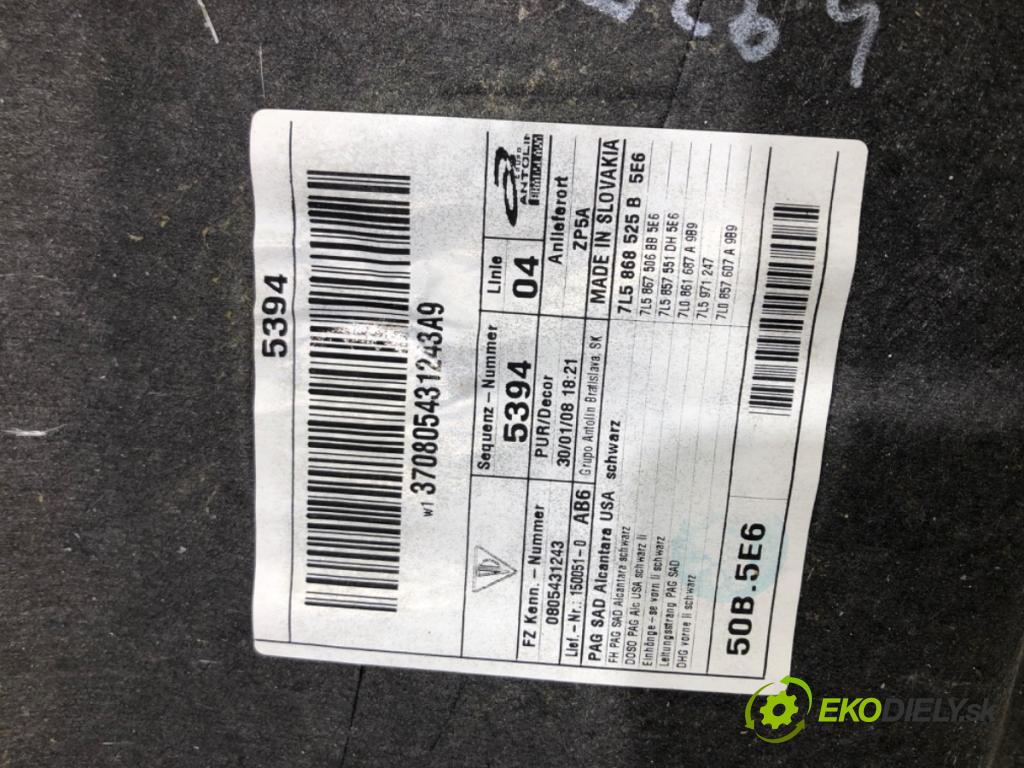 5394
w1 370805431243A9
Sequenz-Nummer
Linie
5394
04
GRUPO
ANTOLIN
FZ Kenn.-Nummer
PUR/Decor
Anlieferort
0805431243
30/01/08 18:21
ZP5A
Lief.-Nr.: 150051-0 AB6
Grupo Antolin Bratislava, SK
MADE IN SLOVAKIA
PAG SAD Alcantara USA schwarz
7L5 868 525 B 5E6
FH PAG SAD Alcantara schwarz
7L5 867 506 BB 5E6
DOSO PAG Alc USA schwarz li
7L5 857 551 DH 5E6
Einhänge-se vorn li schwarz
7L0 861 687 A 9B9
Leitungsstrang PAG SAD
7L5 971 247
DHG vorne li schwarz
7L0 857 607 A 9B9
50B.5E6
EKODIELY.sk